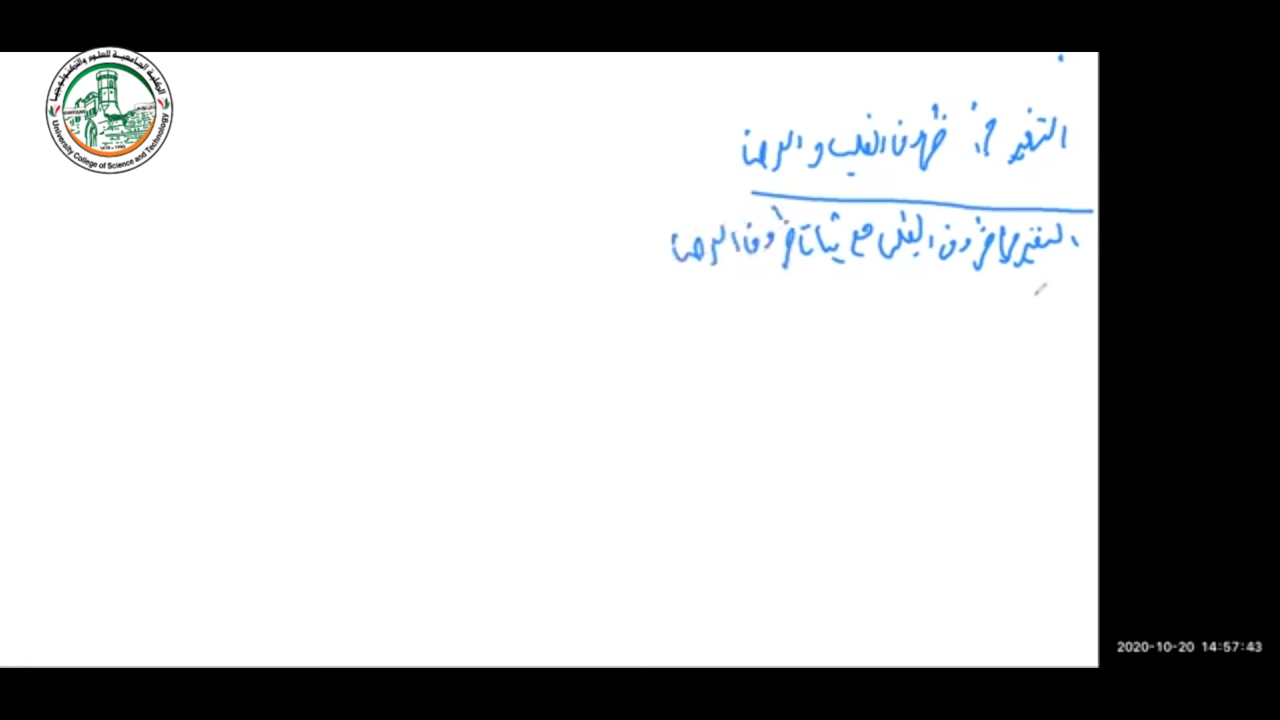 الكلية الجامعية للعلوم والتكنولوجيا
University College of Science and Technology
التغير في ظروف الطلب والعرض
التغير في ظروف الطلب مع ثبات ظروف العرض
2020-10-20 14:57:43